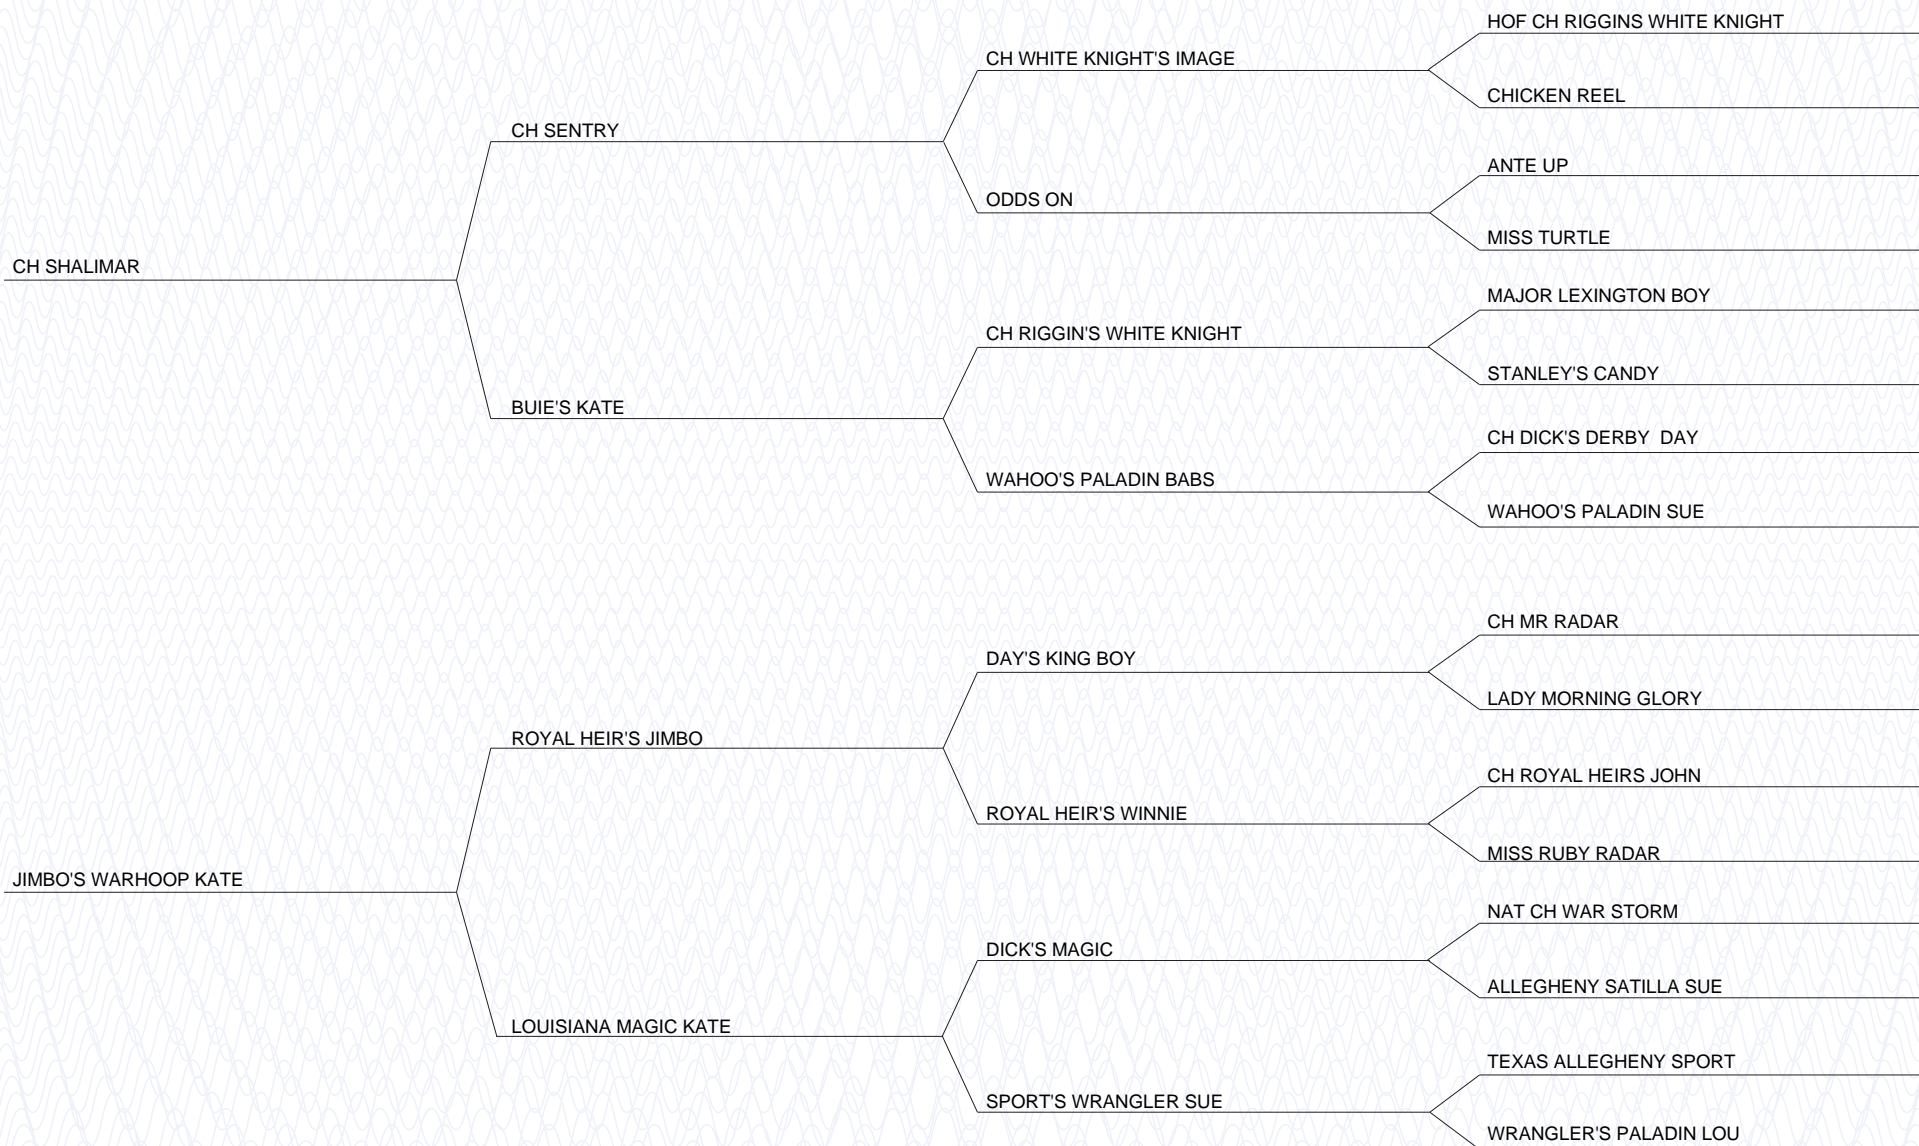 HOF CH RIGGINS WHITE KNIGHT
CH WHITE KNIGHT'S IMAGE
CHICKEN REEL
CH SENTRY
ANTE UP
ODDS ON
MISS TURTLE
CH SHALIMAR
MAJOR LEXINGTON BOY
CH RIGGIN'S WHITE KNIGHT
STANLEY'S CANDY
BUIE'S KATE
CH DICK'S DERBY  DAY
WAHOO'S PALADIN BABS
WAHOO'S PALADIN SUE
CH MR RADAR
DAY'S KING BOY
LADY MORNING GLORY
ROYAL HEIR'S JIMBO
CH ROYAL HEIRS JOHN
ROYAL HEIR'S WINNIE
MISS RUBY RADAR
JIMBO'S WARHOOP KATE
NAT CH WAR STORM
DICK'S MAGIC
ALLEGHENY SATILLA SUE
LOUISIANA MAGIC KATE
TEXAS ALLEGHENY SPORT
SPORT'S WRANGLER SUE
WRANGLER'S PALADIN LOU